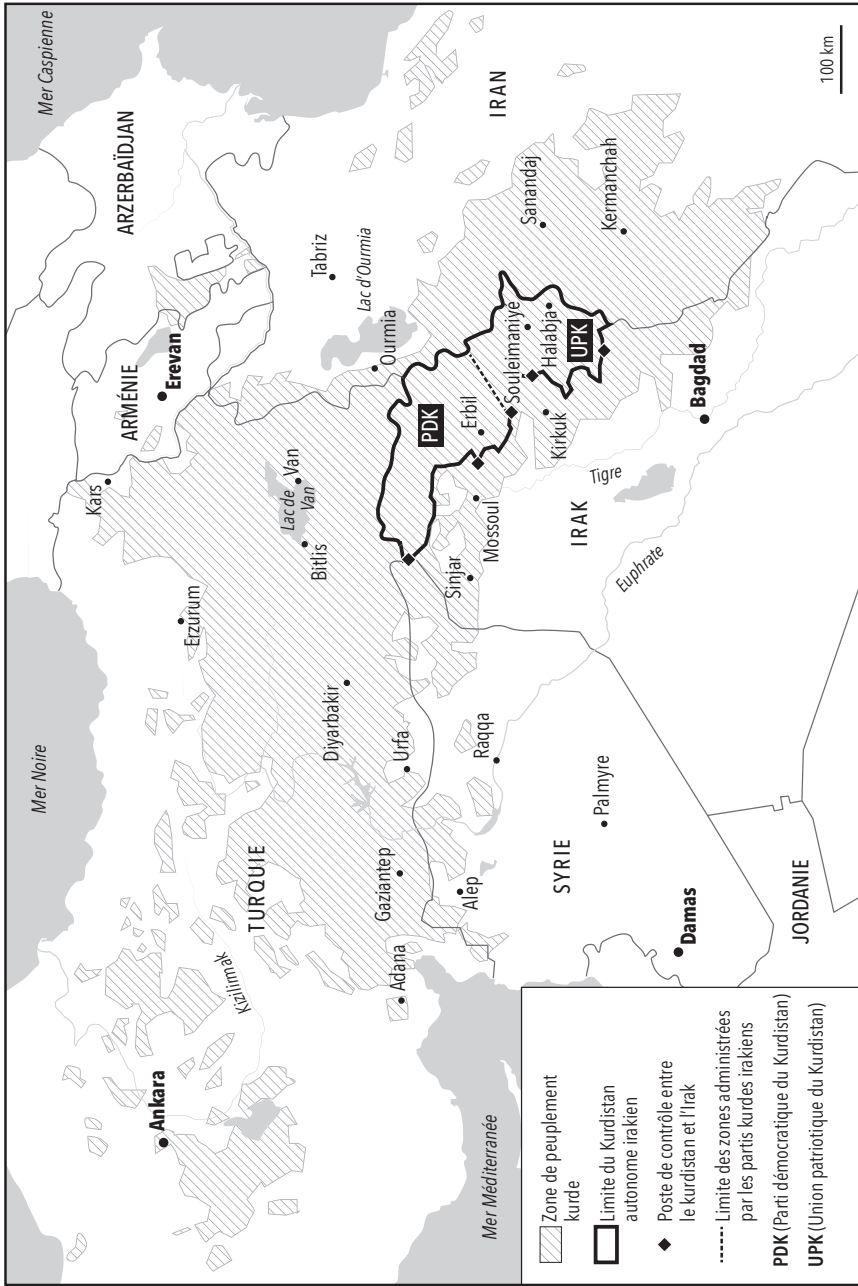 Mer Noire
Mer Caspienne
ARZERBAÏDJAN
ARMÉNIE
Erevan
Kars
Erzurum
Ankara
Kizilirmak
TURQUIE
Lac de
Van
Van
Bitlis
Tabriz
Lac d'Ourmia
Ourmia
Diyarbakir
Gaziantep
Urfa
Adana
PDK
Erbil
IRAN
Alep
Raqqa
Sinjar
Mossoul
Souleimaniye
Halabja
Sanandaj
UPK
Kirkuk
Kermanchah
Tigre
IRAK
Euphrate
SYRIE
Palmyre
Bagdad
Damas
JORDANIE
Mer Méditerranée
100 km
Zone de peuplement
kurde
Limite du Kurdistan
autonome irakien
Poste de contrôle entre
le kurdistan et l'Irak
Limite des zones administrées
par les partis kurdes irakiens
PDK (Parti démocratique du Kurdistan)
UPK (Union patriotique du Kurdistan)